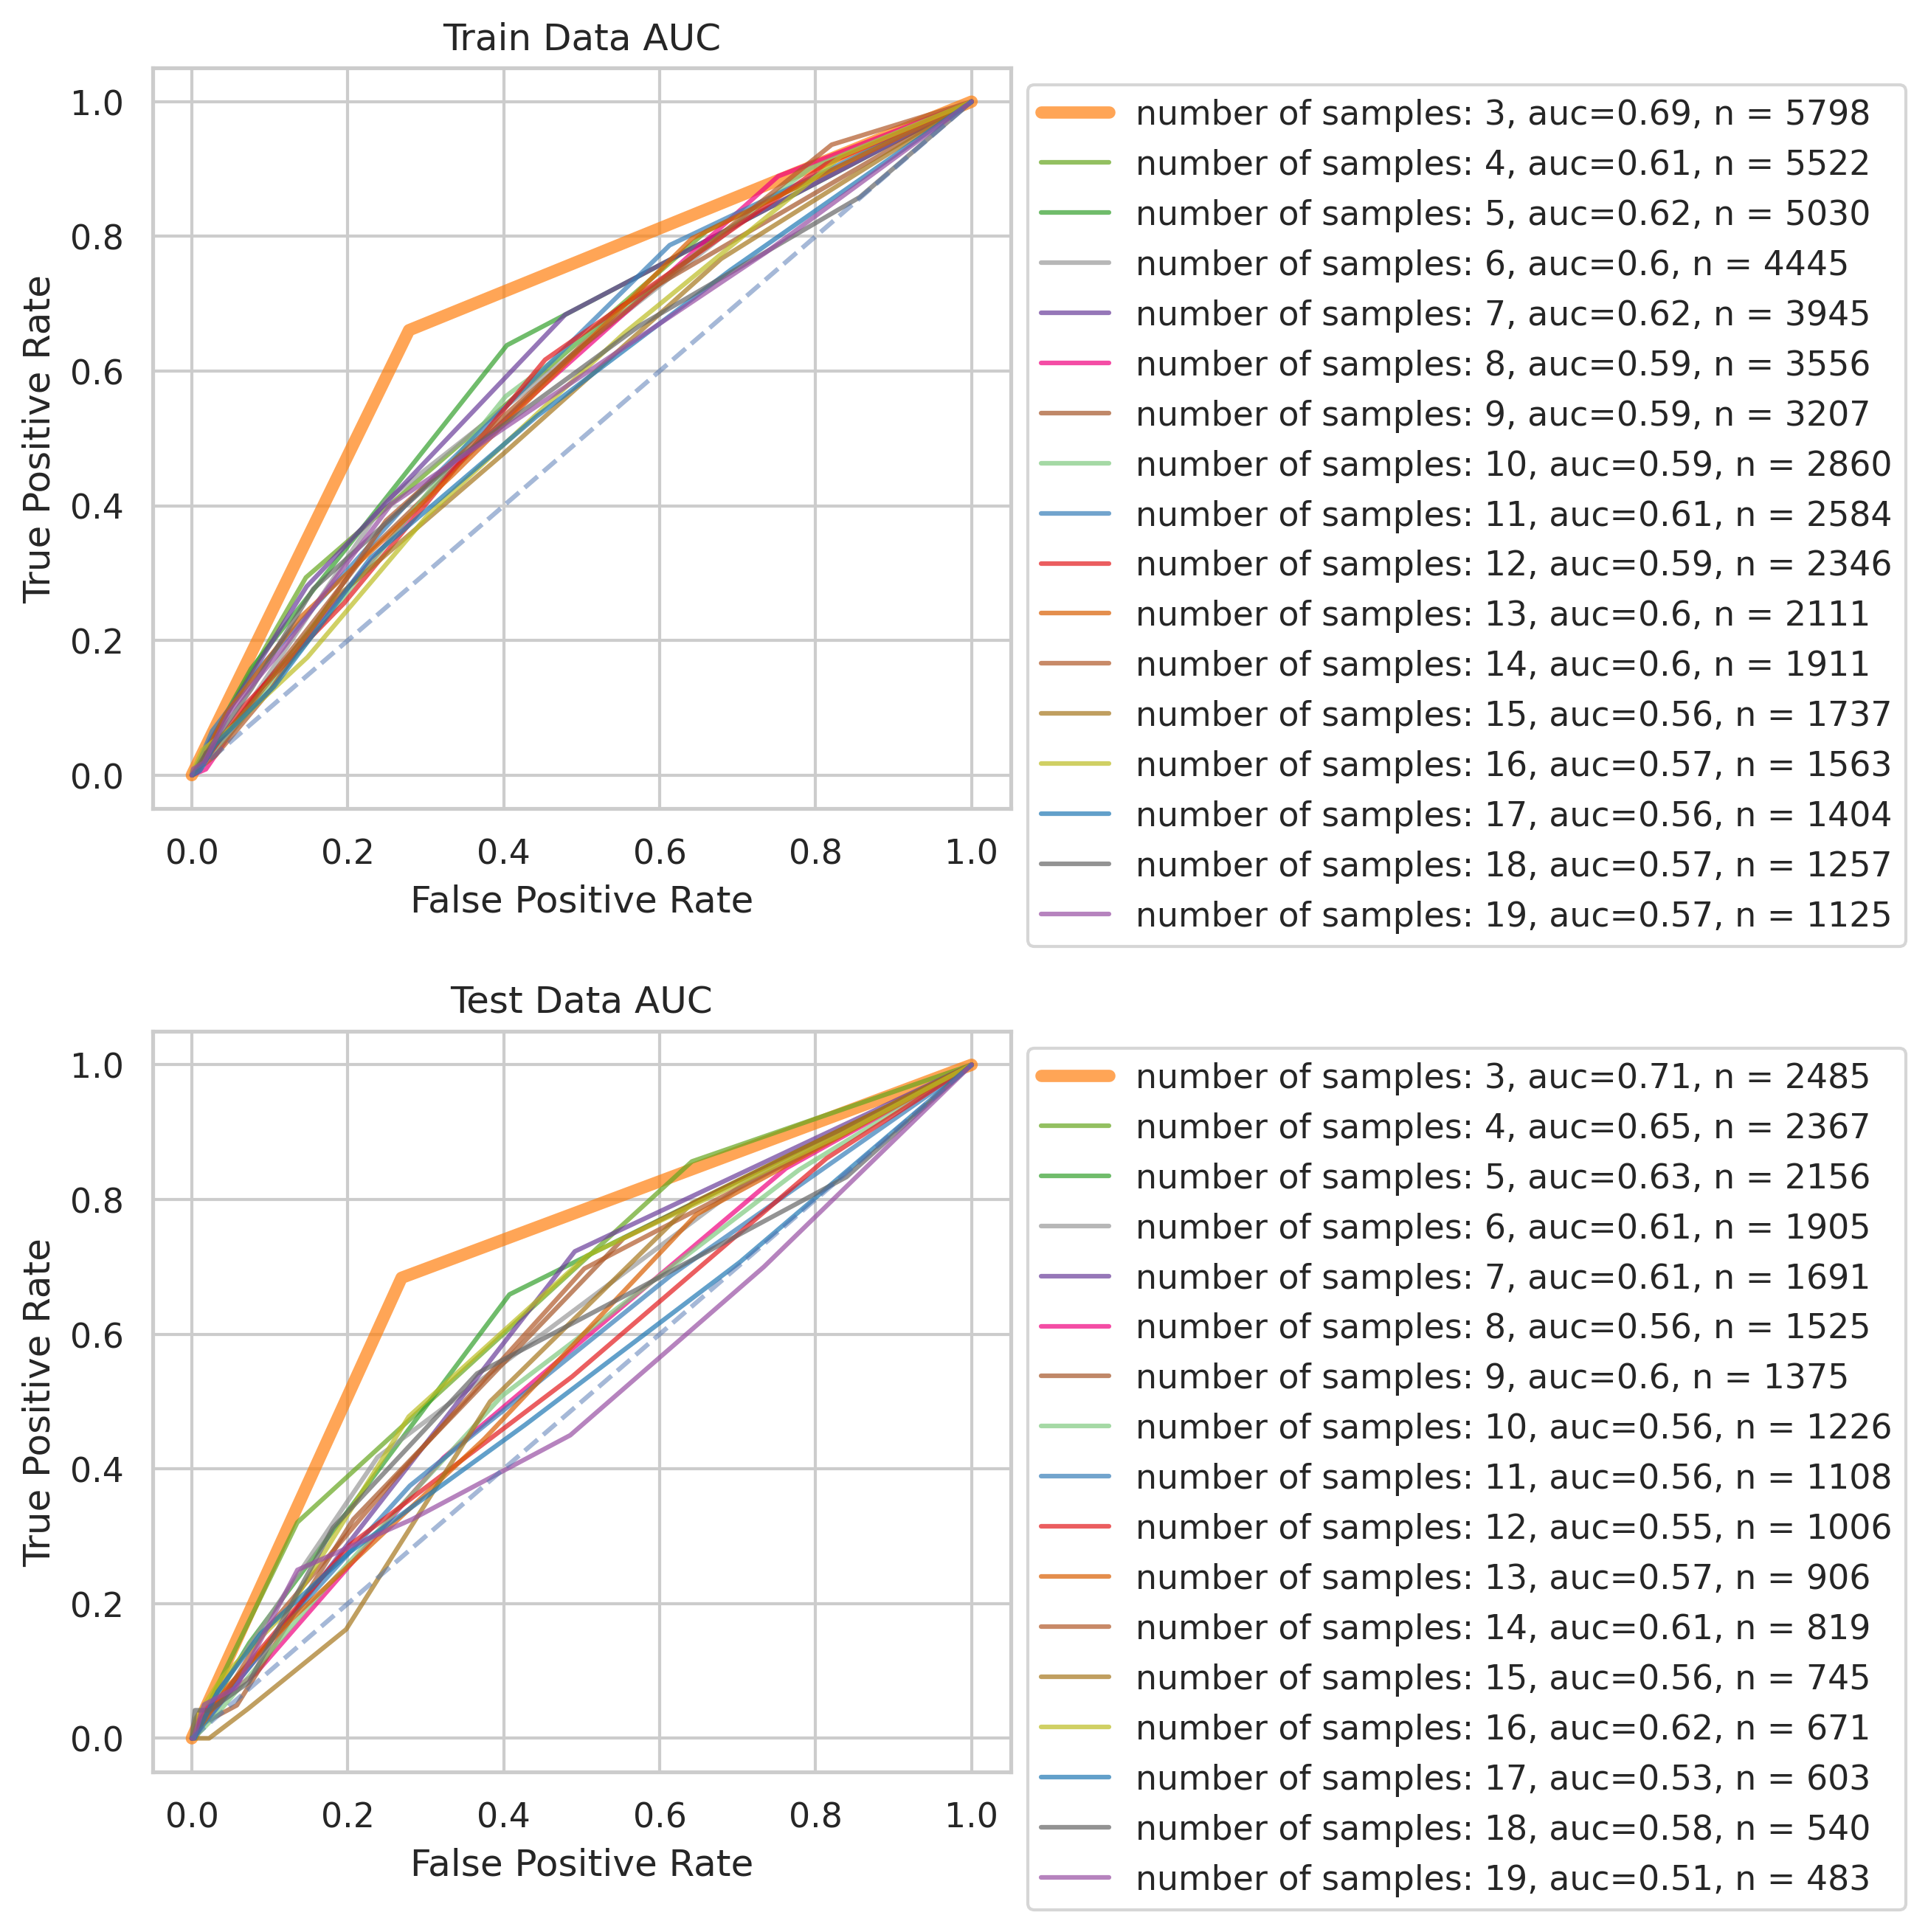 Train Data AUC
True Positive Rate
1.0
0.8
0.6
0.4
0.2
0.0
0.0 0.2 0.4 0.6 0.8 1.0
False Positive Rate
number of samples: 3, auc=0.69, n = 5798
number of samples: 4, auc=0.61, n = 5522
number of samples: 5, auc=0.62, n = 5030
number of samples: 6, auc=0.6, n = 4445
number of samples: 7, auc=0.62, n = 3945
number of samples: 8, auc=0.59, n = 3556
number of samples: 9, auc=0.59, n = 3207
number of samples: 10, auc=0.59, n = 2860
number of samples: 11, auc=0.61, n = 2584
number of samples: 12, auc=0.59, n = 2346
number of samples: 13, auc=0.6, n = 2111
number of samples: 14, auc=0.6, n = 1911
number of samples: 15, auc=0.56, n = 1737
number of samples: 16, auc=0.57, n = 1563
number of samples: 17, auc=0.56, n = 1404
number of samples: 18, auc=0.57, n = 1257
number of samples: 19, auc=0.57, n = 1125
Test Data AUC
True Positive Rate
1.0
0.8
0.6
0.4
0.2
0.0
0.0 0.2 0.4 0.6 0.8 1.0
False Positive Rate
number of samples: 3, auc=0.71, n = 2485
number of samples: 4, auc=0.65, n = 2367
number of samples: 5, auc=0.63, n = 2156
number of samples: 6, auc=0.61, n = 1905
number of samples: 7, auc=0.61, n = 1691
number of samples: 8, auc=0.56, n = 1525
number of samples: 9, auc=0.6, n = 1375
number of samples: 10, auc=0.56, n = 1226
number of samples: 11, auc=0.56, n = 1108
number of samples: 12, auc=0.55, n = 1006
number of samples: 13, auc=0.57, n = 906
number of samples: 14, auc=0.61, n = 819
number of samples: 15, auc=0.56, n = 745
number of samples: 16, auc=0.62, n = 671
number of samples: 17, auc=0.53, n = 603
number of samples: 18, auc=0.58, n = 540
number of samples: 19, auc=0.51, n = 483